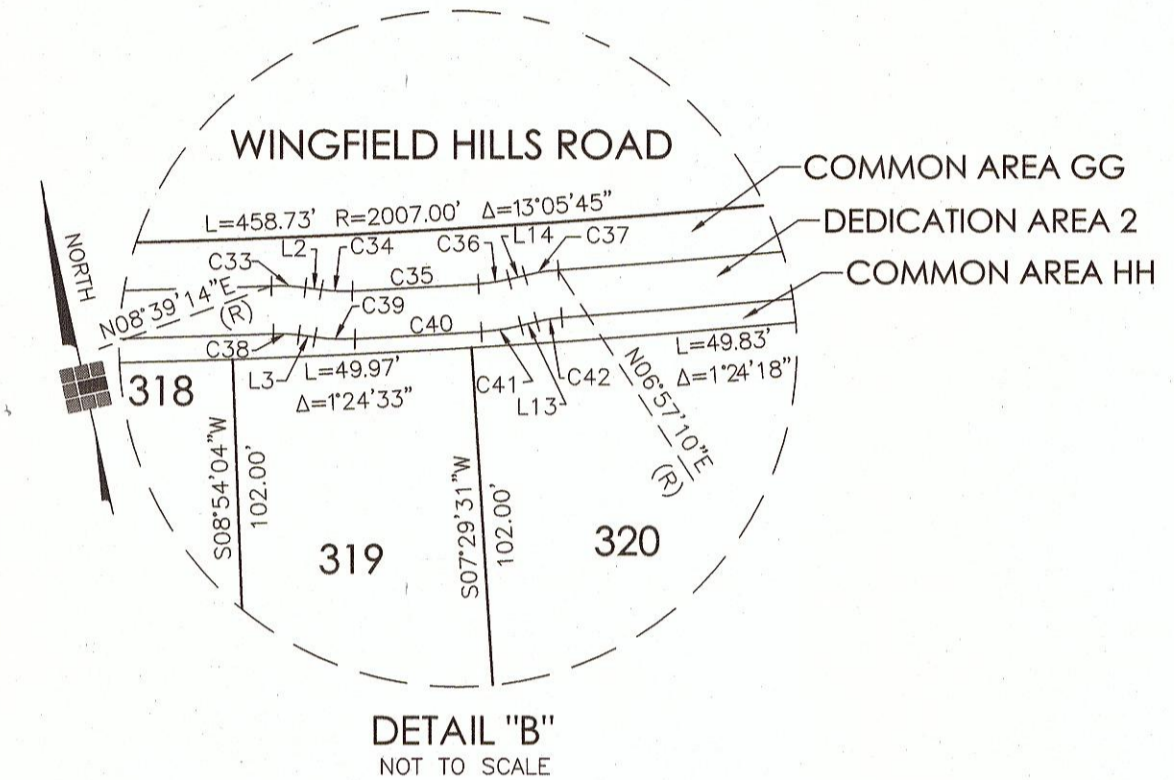 WINGFIELD HILLS ROAD
COMMON AREA GG
DEDICATION AREA 2
COMMON AREA HH
L=458.73' R=2007.00' Δ=13°05'45"
NORTH
C33
L2
C34
C35
C36
L14
C37
N08°39'14"E
(R)
C38
L3
C39
C40
C41
L13
C42
L=49.97'
Δ=1°24'33"
L=49.83'
Δ=1°24'18"
N06°57'10"E
(R)
318
S08°54'04"W
102.00'
319
S07°29'31"W
102.00'
320
DETAIL "B"
NOT TO SCALE